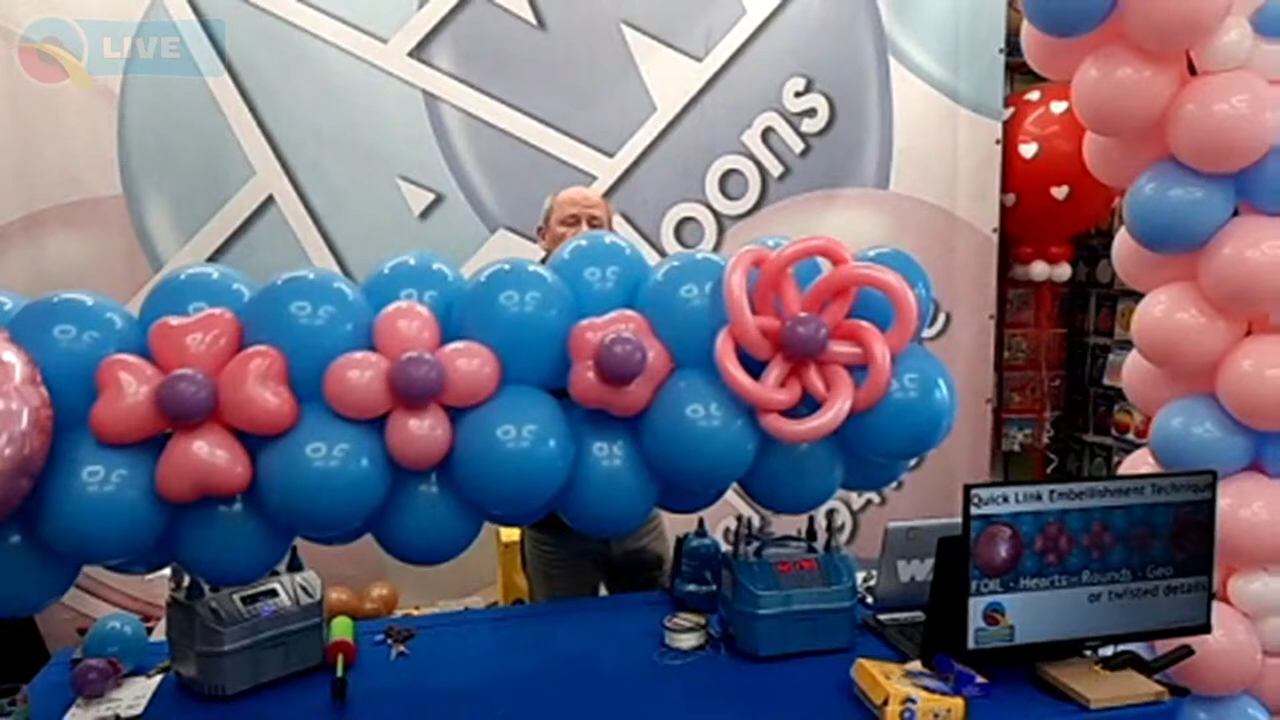 LIVE
oons
Quick Link Embellishment Technique
FOIL - Hearts - Rounds - Geo
or twisted details